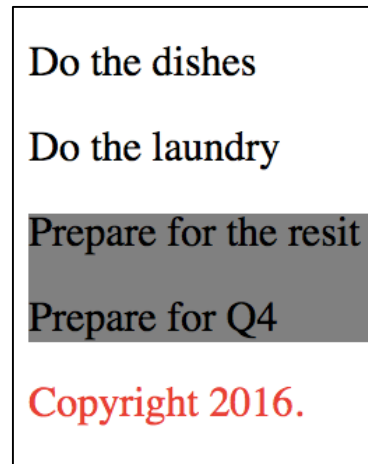 Do the dishes
Do the laundry
Prepare for the resit
Prepare for Q4
Copyright 2016.